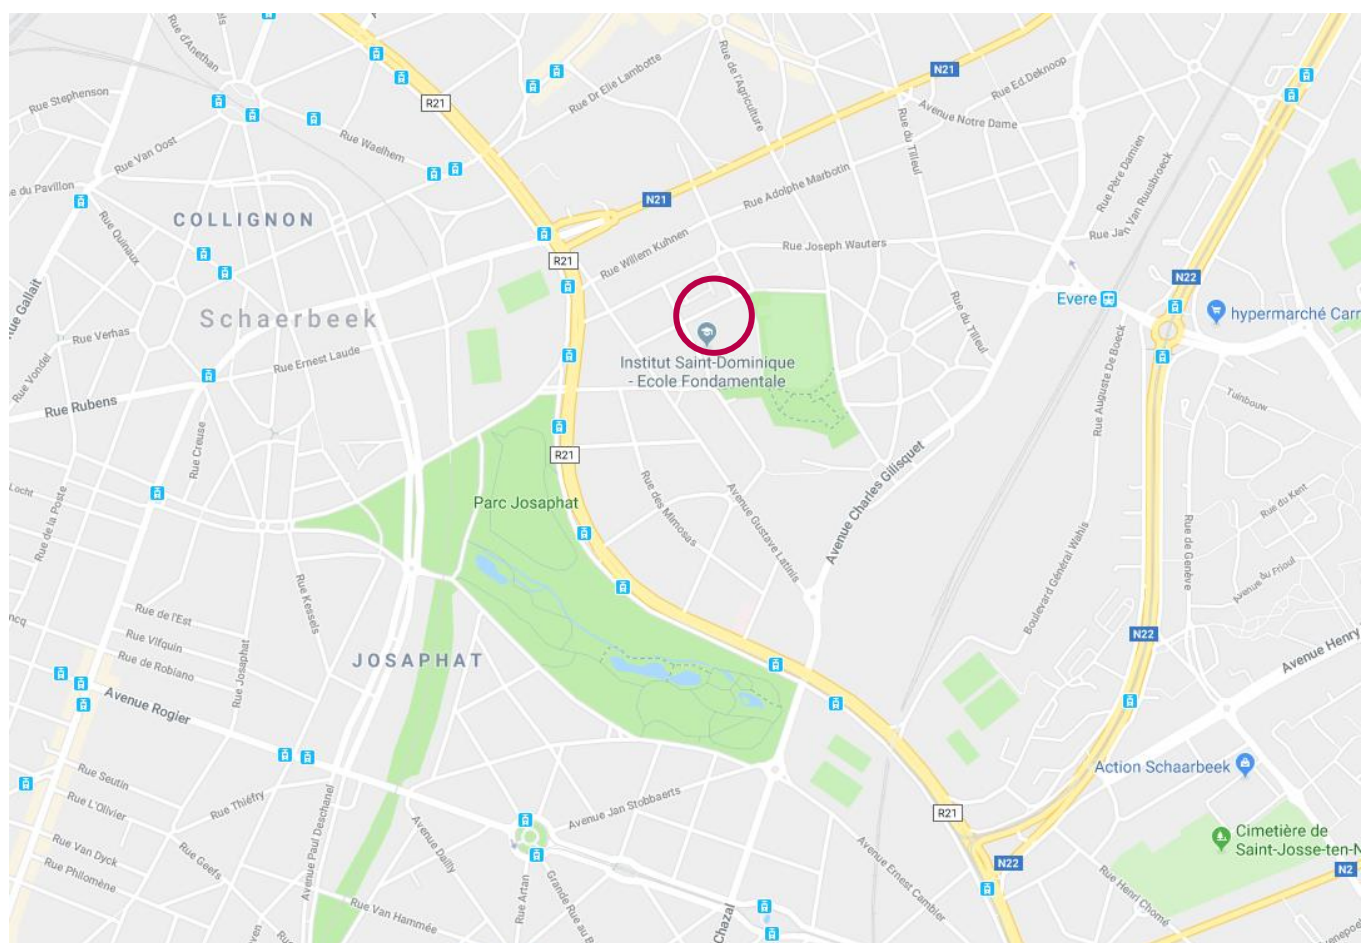 Rue d'Anethan
R21
N21
Rue Dr Elie Lambotte
Rue de l'Agriculture
Rue Ed.Deknoop
Avenue Notre Dame
Rue Stephenson
Rue Waelhem
Rue Van Oost
Rue du Tilleul
Rue Père Damien
Rue Jan Van Ruusbroeck
e du Pavillon
N21
Rue Adolphe Marbotin
COLLIGNON
Rue Quinaux
Rue Joseph Wauters
Rue Willem Kuhnen
R21
N22
Evere
hypermarché Carr
Schaerbeek
Rue Verhas
Rue Vondel
Rue Ernest Laude
Rue du Tilleul
Institut Saint-Dominique
- Ecole Fondamentale
Rue Auguste De Boeck
Tuinbouw
Rue Rubens
Rue Creuse
R21
Locht
Rue de la Poste
Parc Josaphat
Rue des Mimosas
Avenue Gustave Latinis
Avenue Charles Gilisquet
Rue du Kent
Rue de Genève
Boulevard Général Wahis
Avenue du Frioul
Rue Kessels
Rue de l'Est
Rue Vifquin
Rue de Robiano
Rue Josaphat
JOSAPHAT
N22
Avenue Henry
Avenue Rogier
Action Schaarbeek
Rue Seutin
Rue L'Olivier
Rue Thiéfry
Avenue Paul Deschanel
Avenue Jan Stobbaerts
R21
Rue Van Dyck
Rue Geefs
Avenue Dailly
Cimetière de
Saint-Josse-ten-N
Rue Philomène
N22
N2
Avenue Ernest Cambier
Rue Henri Chomé
Rue Van Hammée
Rue Artan
Grande Rue au B
Chazal